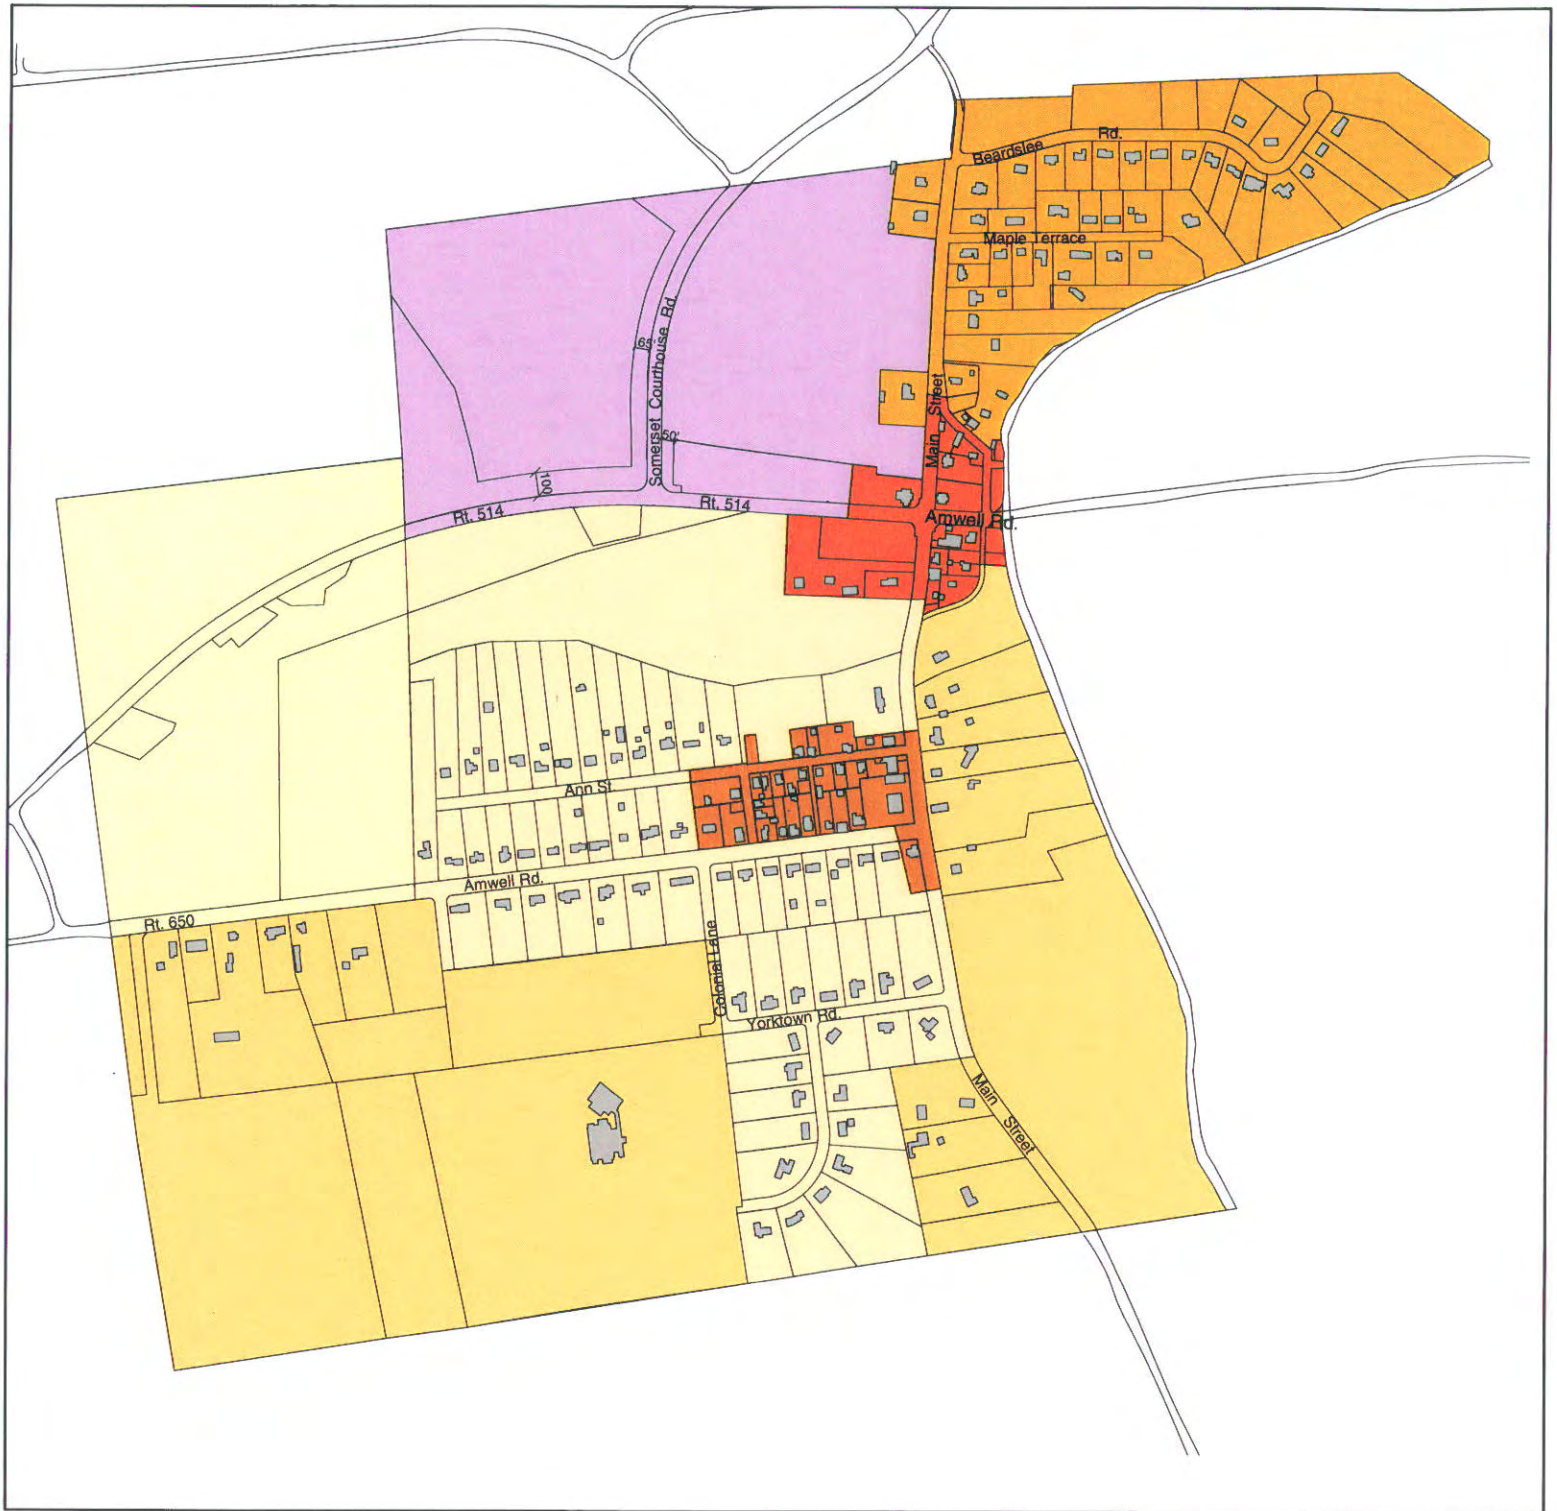 Beardslee Rd.
Maple Terrace
Somerset Courthouse Rd.
65'
50'
100'
Main Street
Rt. 514
Rt. 514
Amwell Rd.
Ann St.
Amwell Rd.
Rt. 650
Colonial Lane
Yorktown Rd.
Main Street